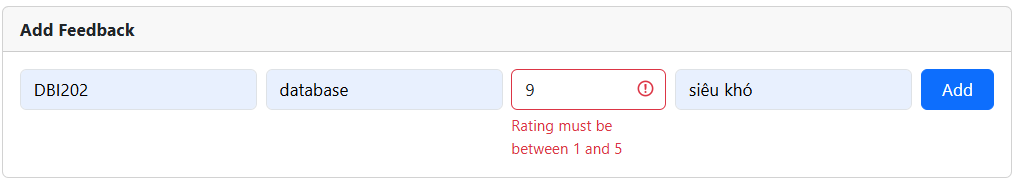 Add Feedback
DBI202
database
9
siêu khó
Add
Rating must be
between 1 and 5